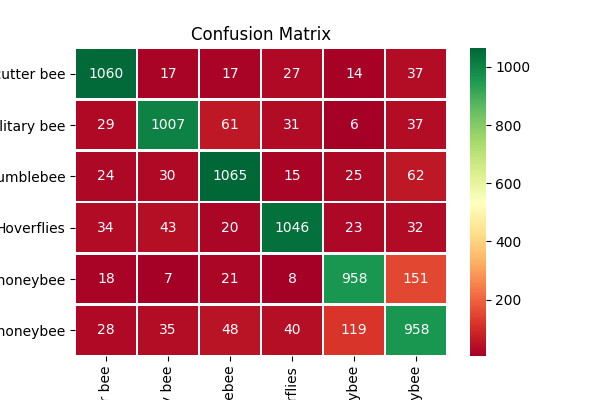 Confusion Matrix
cutter bee 1060 17 17 27 14 37
litary bee 29 1007 61 31 6 37
umblebee 24 30 1065 15 25 62
Hoverflies 34 43 20 1046 23 32
honeybee 18 7 21 8 958 151
honeybee 28 35 48 40 119 958
r bee
y bee
ebee
rflies
ybee
ybee
1000
800
600
400
200